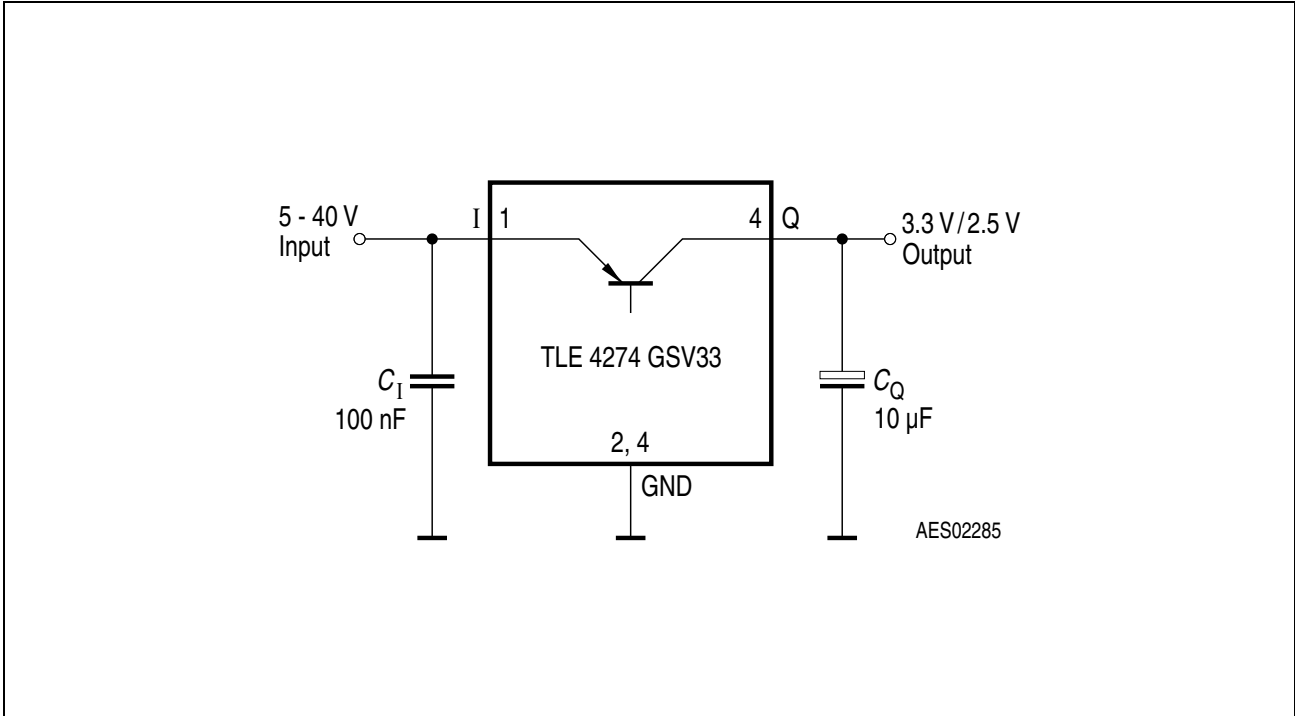 5 - 40 V
Input
I
1
4
Q
3.3 V/2.5 V
Output
TLE 4274 GSV33
C_I
100 nF
C_Q
10 µF
2, 4
GND
AES02285